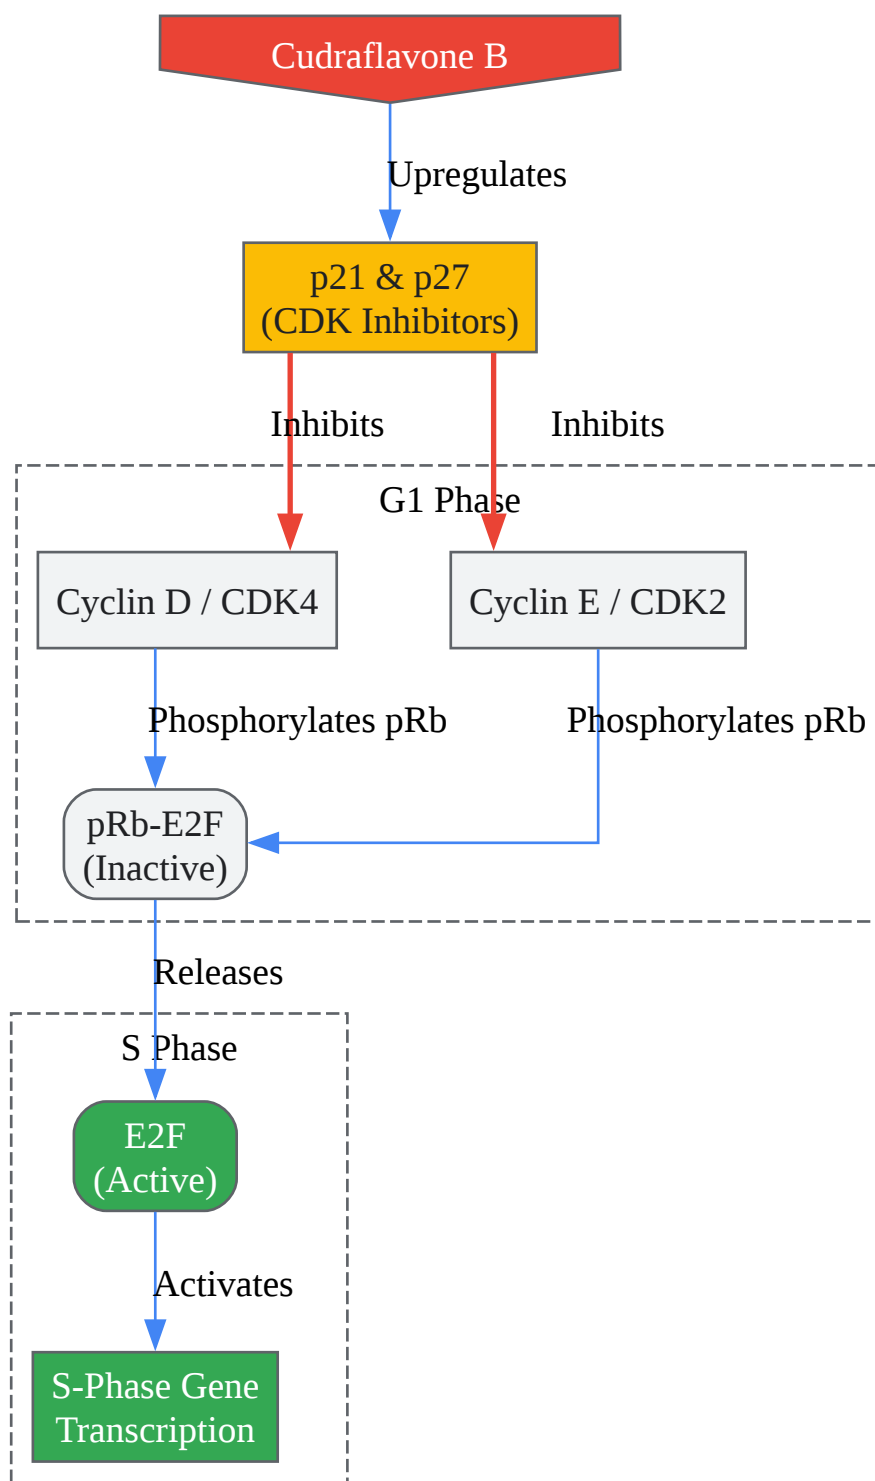 Cudraflavone B
Upregulates
p21 & p27
(CDK Inhibitors)
Inhibits
Inhibits
G1 Phase
Cyclin D / CDK4
Cyclin E / CDK2
Phosphorylates pRb
Phosphorylates pRb
pRb-E2F
(Inactive)
Releases
S Phase
E2F
(Active)
Activates
S-Phase Gene
Transcription